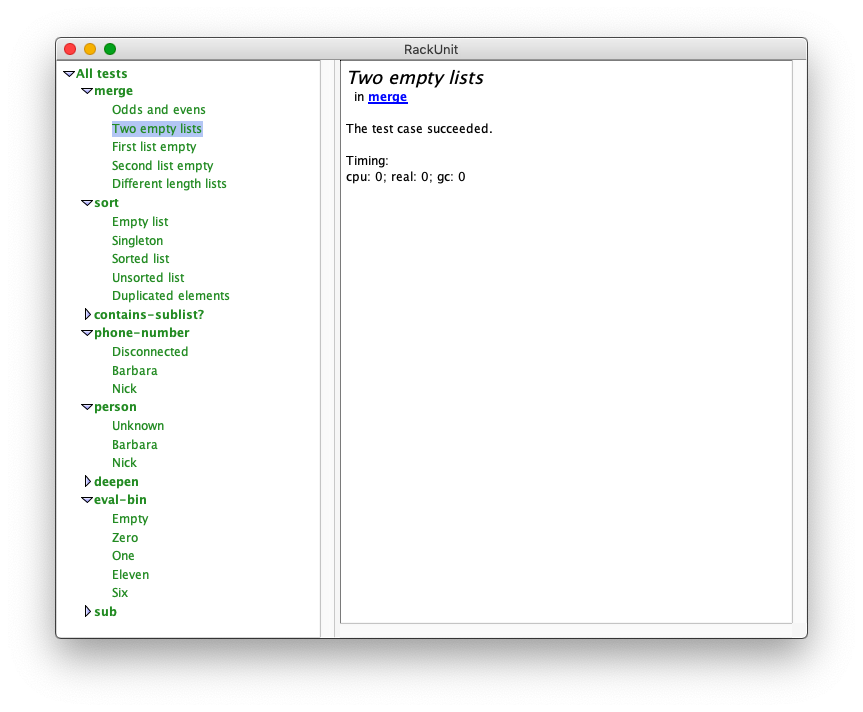 RackUnit
All tests
merge
Odds and evens
Two empty lists
First list empty
Second list empty
Different length lists
sort
Empty list
Singleton
Sorted list
Unsorted list
Duplicated elements
contains-sublist?
phone-number
Disconnected
Barbara
Nick
person
Unknown
Barbara
Nick
deepen
eval-bin
Empty
Zero
One
Eleven
Six
sub
Two empty lists
in merge
The test case succeeded.
Timing:
cpu: 0; real: 0; gc: 0